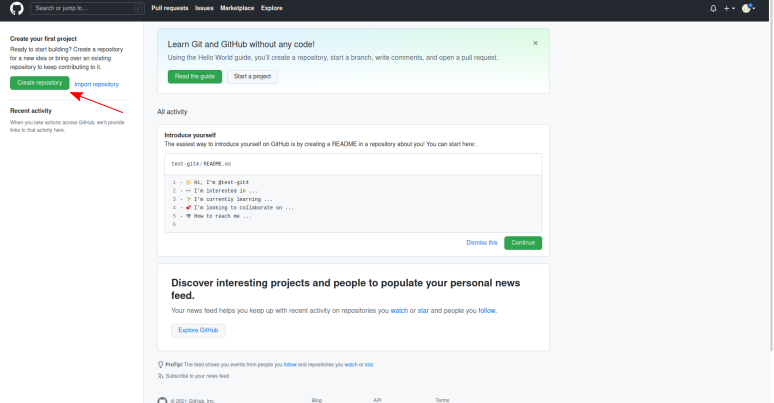 Search or jump to...
/
Pull requests Issues Marketplace Explore
Create your first project
Ready to start building? Create a repository
for a new idea or bring over an existing
repository to keep contributing to it.
Create repository
Import repository
Recent activity
When you take actions across GitHub, we'll provide
links to that activity here.
Learn Git and GitHub without any code!
Using the Hello World guide, you'll create a repository, start a branch, write comments, and open a pull request.
Read the guide
Start a project
All activity
Introduce yourself
The easiest way to introduce yourself on GitHub is by creating a README in a repository about you! You can start here:
test-git4/README.md
1 - 👋 Hi, I'm @test-git4
2 - 👀 I'm interested in ...
3 - 🌱 I'm currently learning ...
4 - 💞️ I'm looking to collaborate on ...
5 - 📫 How to reach me ...
6
Dismiss this
Continue
Discover interesting projects and people to populate your personal news
feed.
Your news feed helps you keep up with recent activity on repositories you watch or star and people you follow.
Explore GitHub
ProTip! The feed shows you events from people you follow and repositories you watch or star.
Subscribe to your news feed
© 2021 GitHub, Inc.
Blog
API
Terms